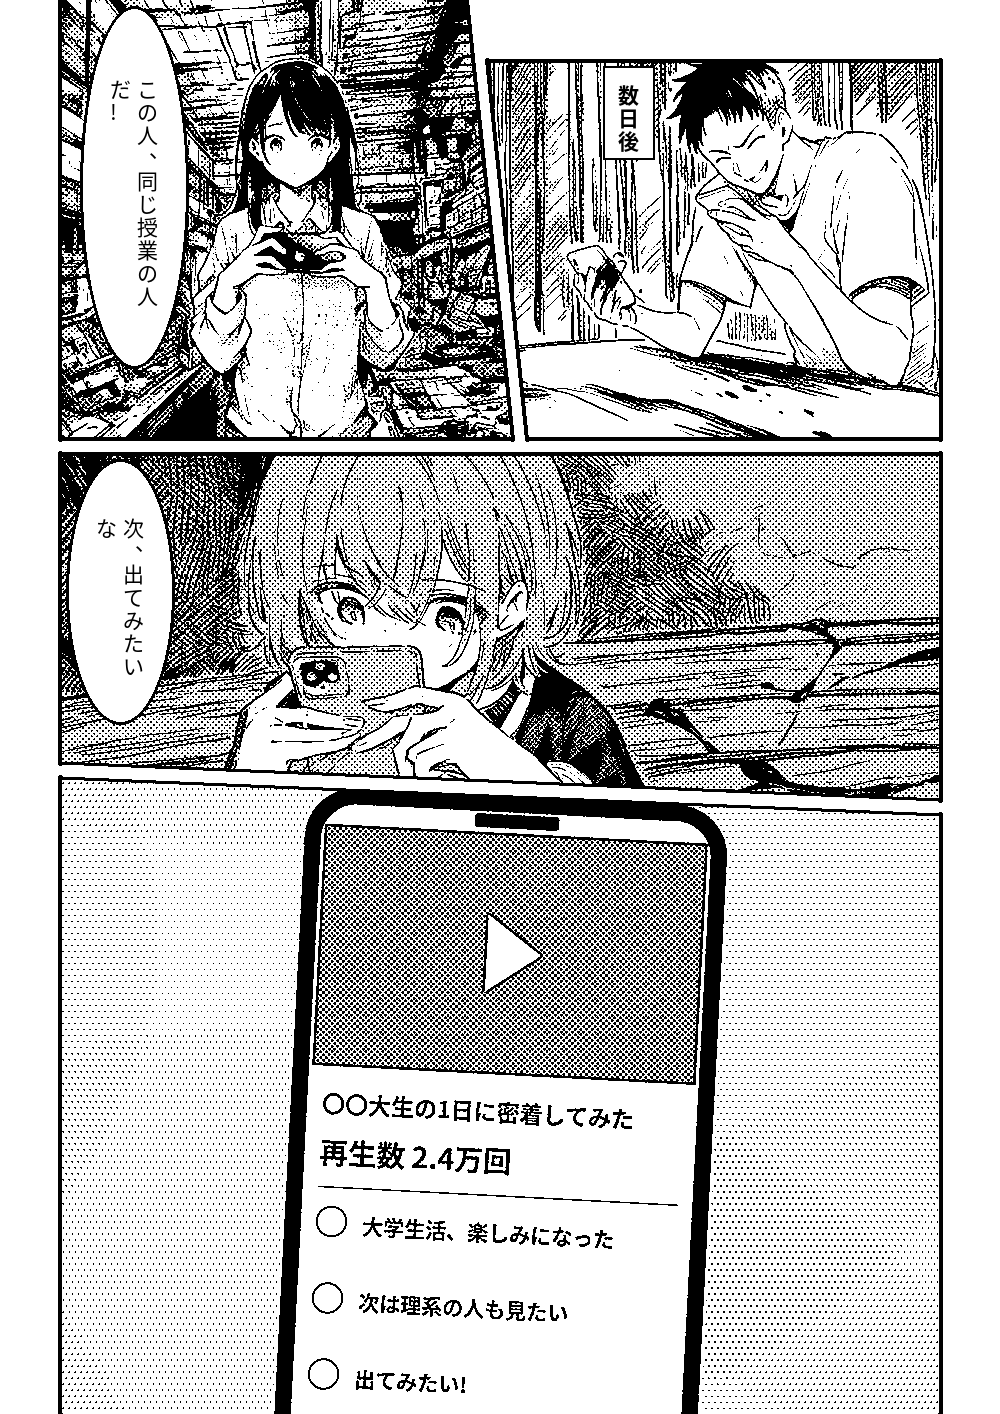 数日後
この人、同じ授業の人
だ！
次、出てみたい
な
〇〇大生の1日に密着してみた
再生数 2.4万回
大学生活、楽しみになった
次は理系の人も見たい
出てみたい!